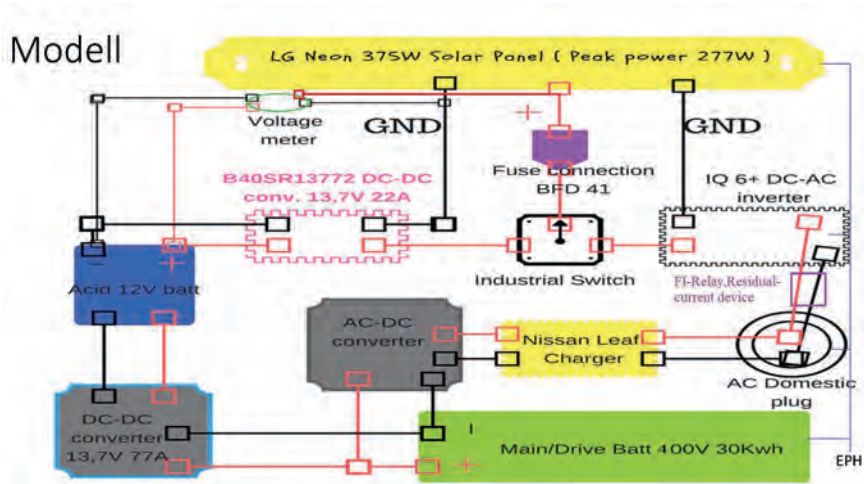 Modell
LG Neon 375W Solar Panel ( Peak power 277W )
Voltage
meter
+
GND
GND
Fuse connection
BFD 41
B40SR13772 DC-DC
conv. 13,7V 22A
IQ 6+ DC-AC
inverter
Industrial Switch
- +
Acid 12V batt
FI-Relay,Residual-
current device
AC-DC
converter
Nissan Leaf
Charger
AC Domestic
plug
DC-DC
converter
13,7V 77A
Main/Drive Batt 400V 30Kwh
+
EPH